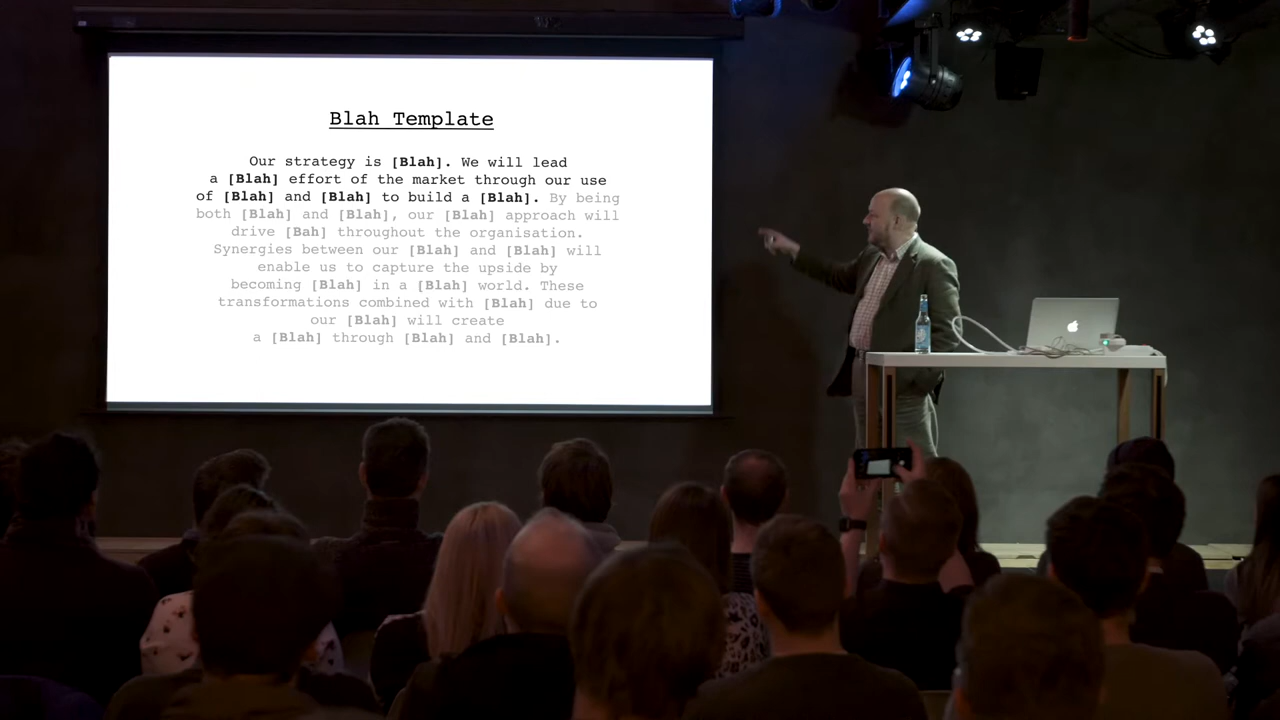 Blah Template
Our strategy is [Blah]. We will lead
a [Blah] effort of the market through our use
of [Blah] and [Blah] to build a [Blah]. By being
both [Blah] and [Blah], our [Blah] approach will
drive [Bah] throughout the organisation.
Synergies between our [Blah] and [Blah] will
enable us to capture the upside by
becoming [Blah] in a [Blah] world. These
transformations combined with [Blah] due to
our [Blah] will create
a [Blah] through [Blah] and [Blah].